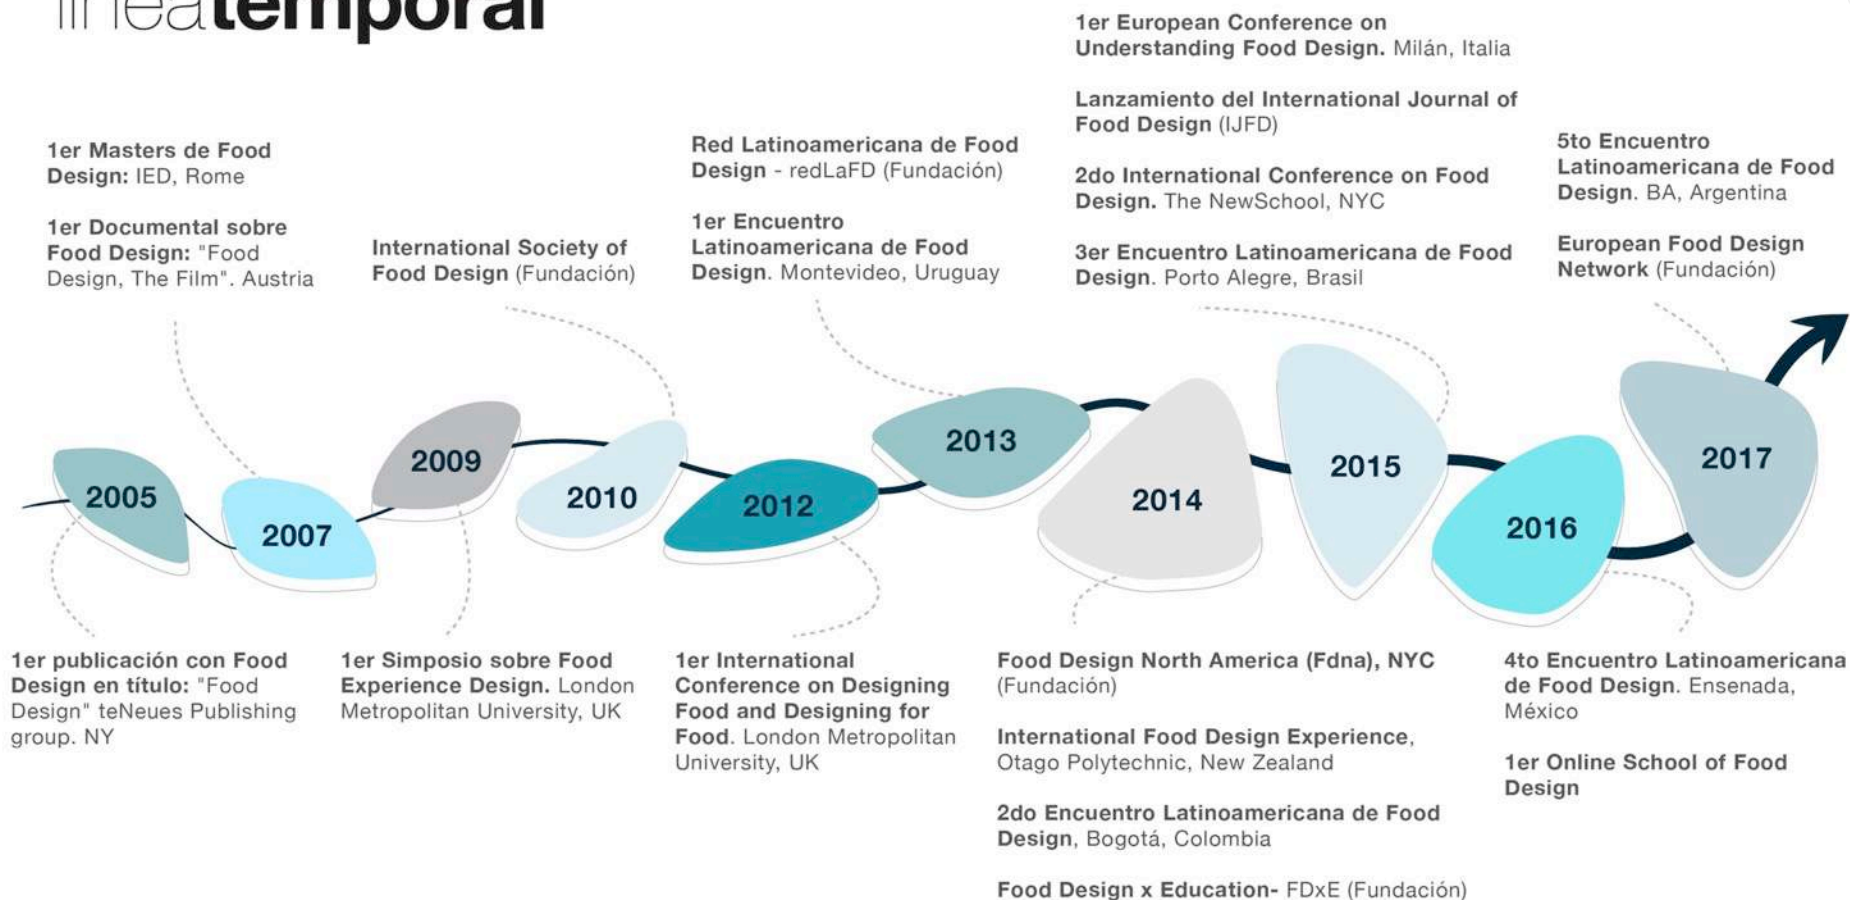 líneatemporal
1er Masters de Food
Design: IED, Rome
1er Documental sobre
Food Design: "Food
Design, The Film". Austria
International Society of
Food Design (Fundación)
Red Latinoamericana de Food
Design - redLaFD (Fundación)
1er Encuentro
Latinoamericana de Food
Design. Montevideo, Uruguay
1er European Conference on
Understanding Food Design. Milán, Italia
Lanzamiento del International Journal of
Food Design (IJFD)
2do International Conference on Food
Design. The NewSchool, NYC
3er Encuentro Latinoamericana de Food
Design. Porto Alegre, Brasil
5to Encuentro
Latinoamericana de Food
Design. BA, Argentina
European Food Design
Network (Fundación)
2005
2007
2009
2010
2012
2013
2014
2015
2016
2017
1er publicación con Food
Design en título: "Food
Design" teNeues Publishing
group. NY
1er Simposio sobre Food
Experience Design. London
Metropolitan University, UK
1er International
Conference on Designing
Food and Designing for
Food. London Metropolitan
University, UK
Food Design North America (Fdna), NYC
(Fundación)
International Food Design Experience,
Otago Polytechnic, New Zealand
2do Encuentro Latinoamericana de Food
Design, Bogotá, Colombia
Food Design x Education- FDxE (Fundación)
4to Encuentro Latinoamericana
de Food Design. Ensenada,
México
1er Online School of Food
Design